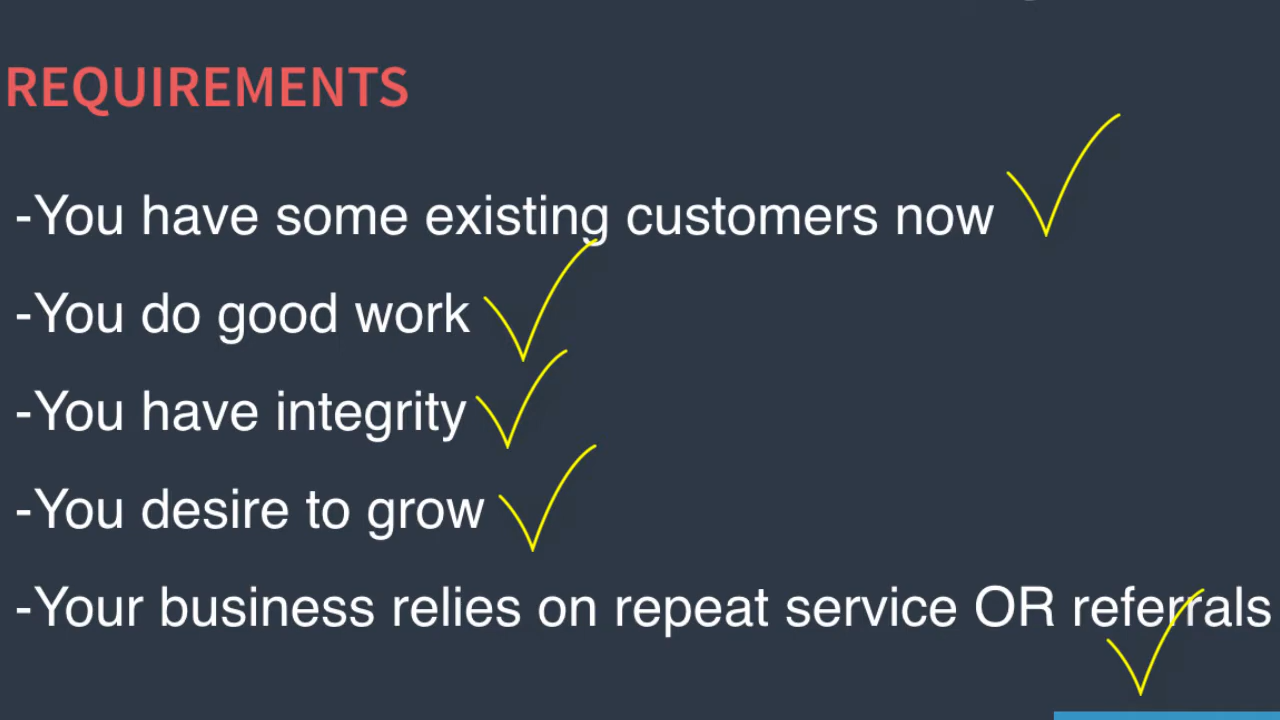 REQUIREMENTS
-You have some existing customers now
-You do good work
-You have integrity
-You desire to grow
-Your business relies on repeat service OR referrals